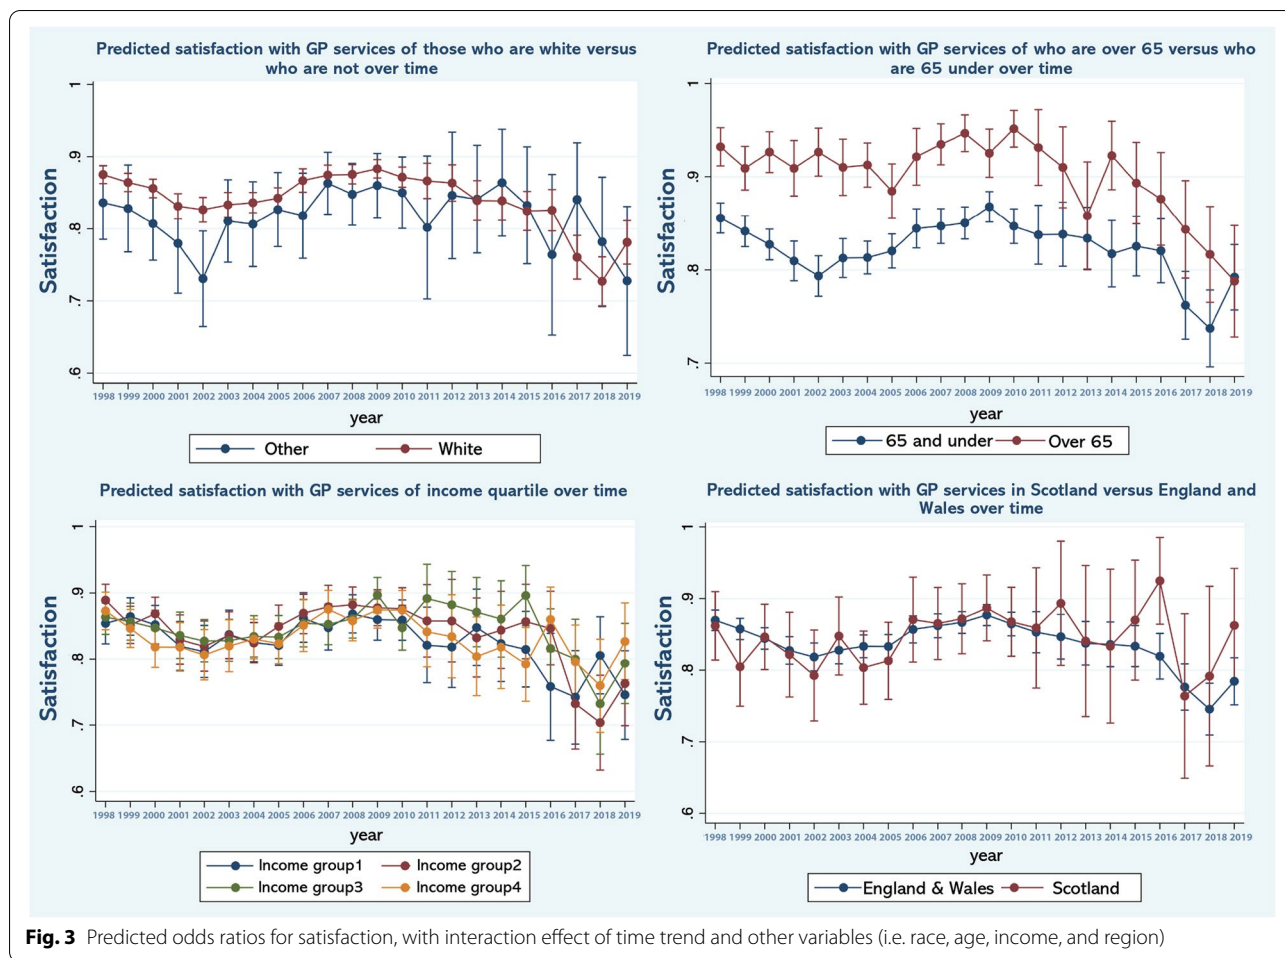 Predicted satisfaction with GP services of those who are white versus
who are not over time
Satisfaction
1
.9
.8
.7
.6
1998 1999 2000 2001 2002 2003 2004 2005 2006 2007 2008 2009 2010 2011 2012 2013 2014 2015 2016 2017 2018 2019
year
Other White
Predicted satisfaction with GP services of who are over 65 versus who
are 65 under over time
Satisfaction
1
.9
.8
.7
1998 1999 2000 2001 2002 2003 2004 2005 2006 2007 2008 2009 2010 2011 2012 2013 2014 2015 2016 2017 2018 2019
year
65 and under Over 65
Predicted satisfaction with GP services of income quartile over time
Satisfaction
1
.9
.8
.7
.6
1998 1999 2000 2001 2002 2003 2004 2005 2006 2007 2008 2009 2010 2011 2012 2013 2014 2015 2016 2017 2018 2019
year
Income group1 Income group2
Income group3 Income group4
Predicted satisfaction with GP services in Scotland versus England and
Wales over time
Satisfaction
1
.9
.8
.7
.6
1998 1999 2000 2001 2002 2003 2004 2005 2006 2007 2008 2009 2010 2011 2012 2013 2014 2015 2016 2017 2018 2019
year
England & Wales Scotland
Fig. 3 Predicted odds ratios for satisfaction, with interaction effect of time trend and other variables (i.e. race, age, income, and region)